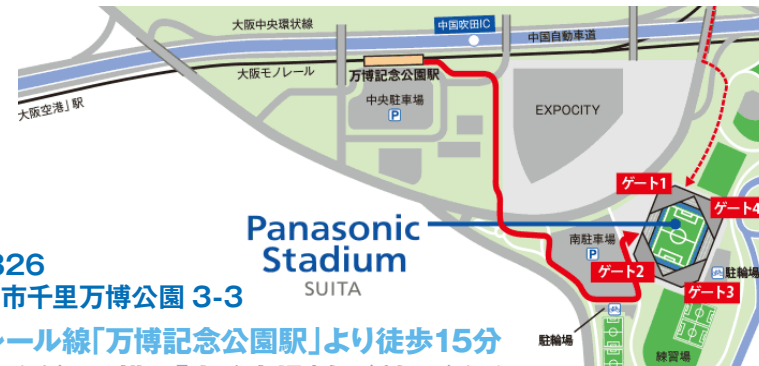 大阪中央環状線
中国吹田IC
中国自動車道
大阪モノレール
万博記念公園駅
大阪空港」駅
中央駐車場
P
EXPOCITY
ゲート1
ゲート4
Panasonic
Stadium
SUITA
南駐車場
P
ゲート2
駐輪場
ゲート3
駐輪場
練習場
326
市千里万博公園 3-3
レール線「万博記念公園駅」より徒歩15分